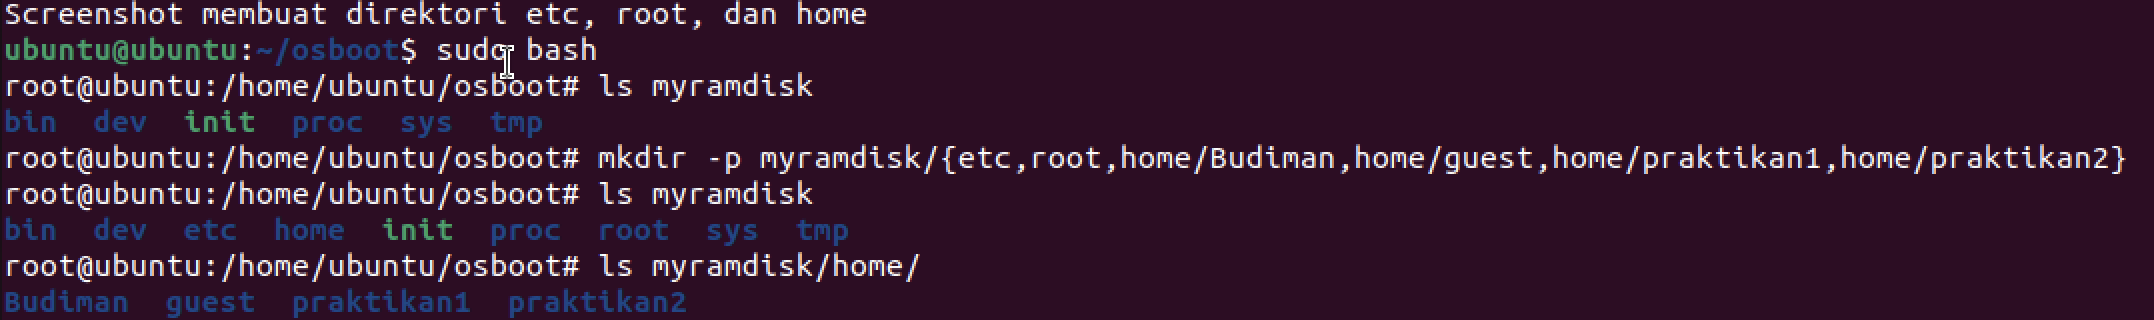 Screenshot membuat direktori etc, root, dan home
ubuntu@ubuntu:~/osboot$ sudo bash
root@ubuntu:/home/ubuntu/osboot# ls myramdisk
bin  dev  init  proc  sys  tmp
root@ubuntu:/home/ubuntu/osboot# mkdir -p myramdisk/{etc,root,home/Budiman,home/guest,home/praktikan1,home/praktikan2}
root@ubuntu:/home/ubuntu/osboot# ls myramdisk
bin  dev  etc  home  init  proc  root  sys  tmp
root@ubuntu:/home/ubuntu/osboot# ls myramdisk/home/
Budiman  guest  praktikan1  praktikan2